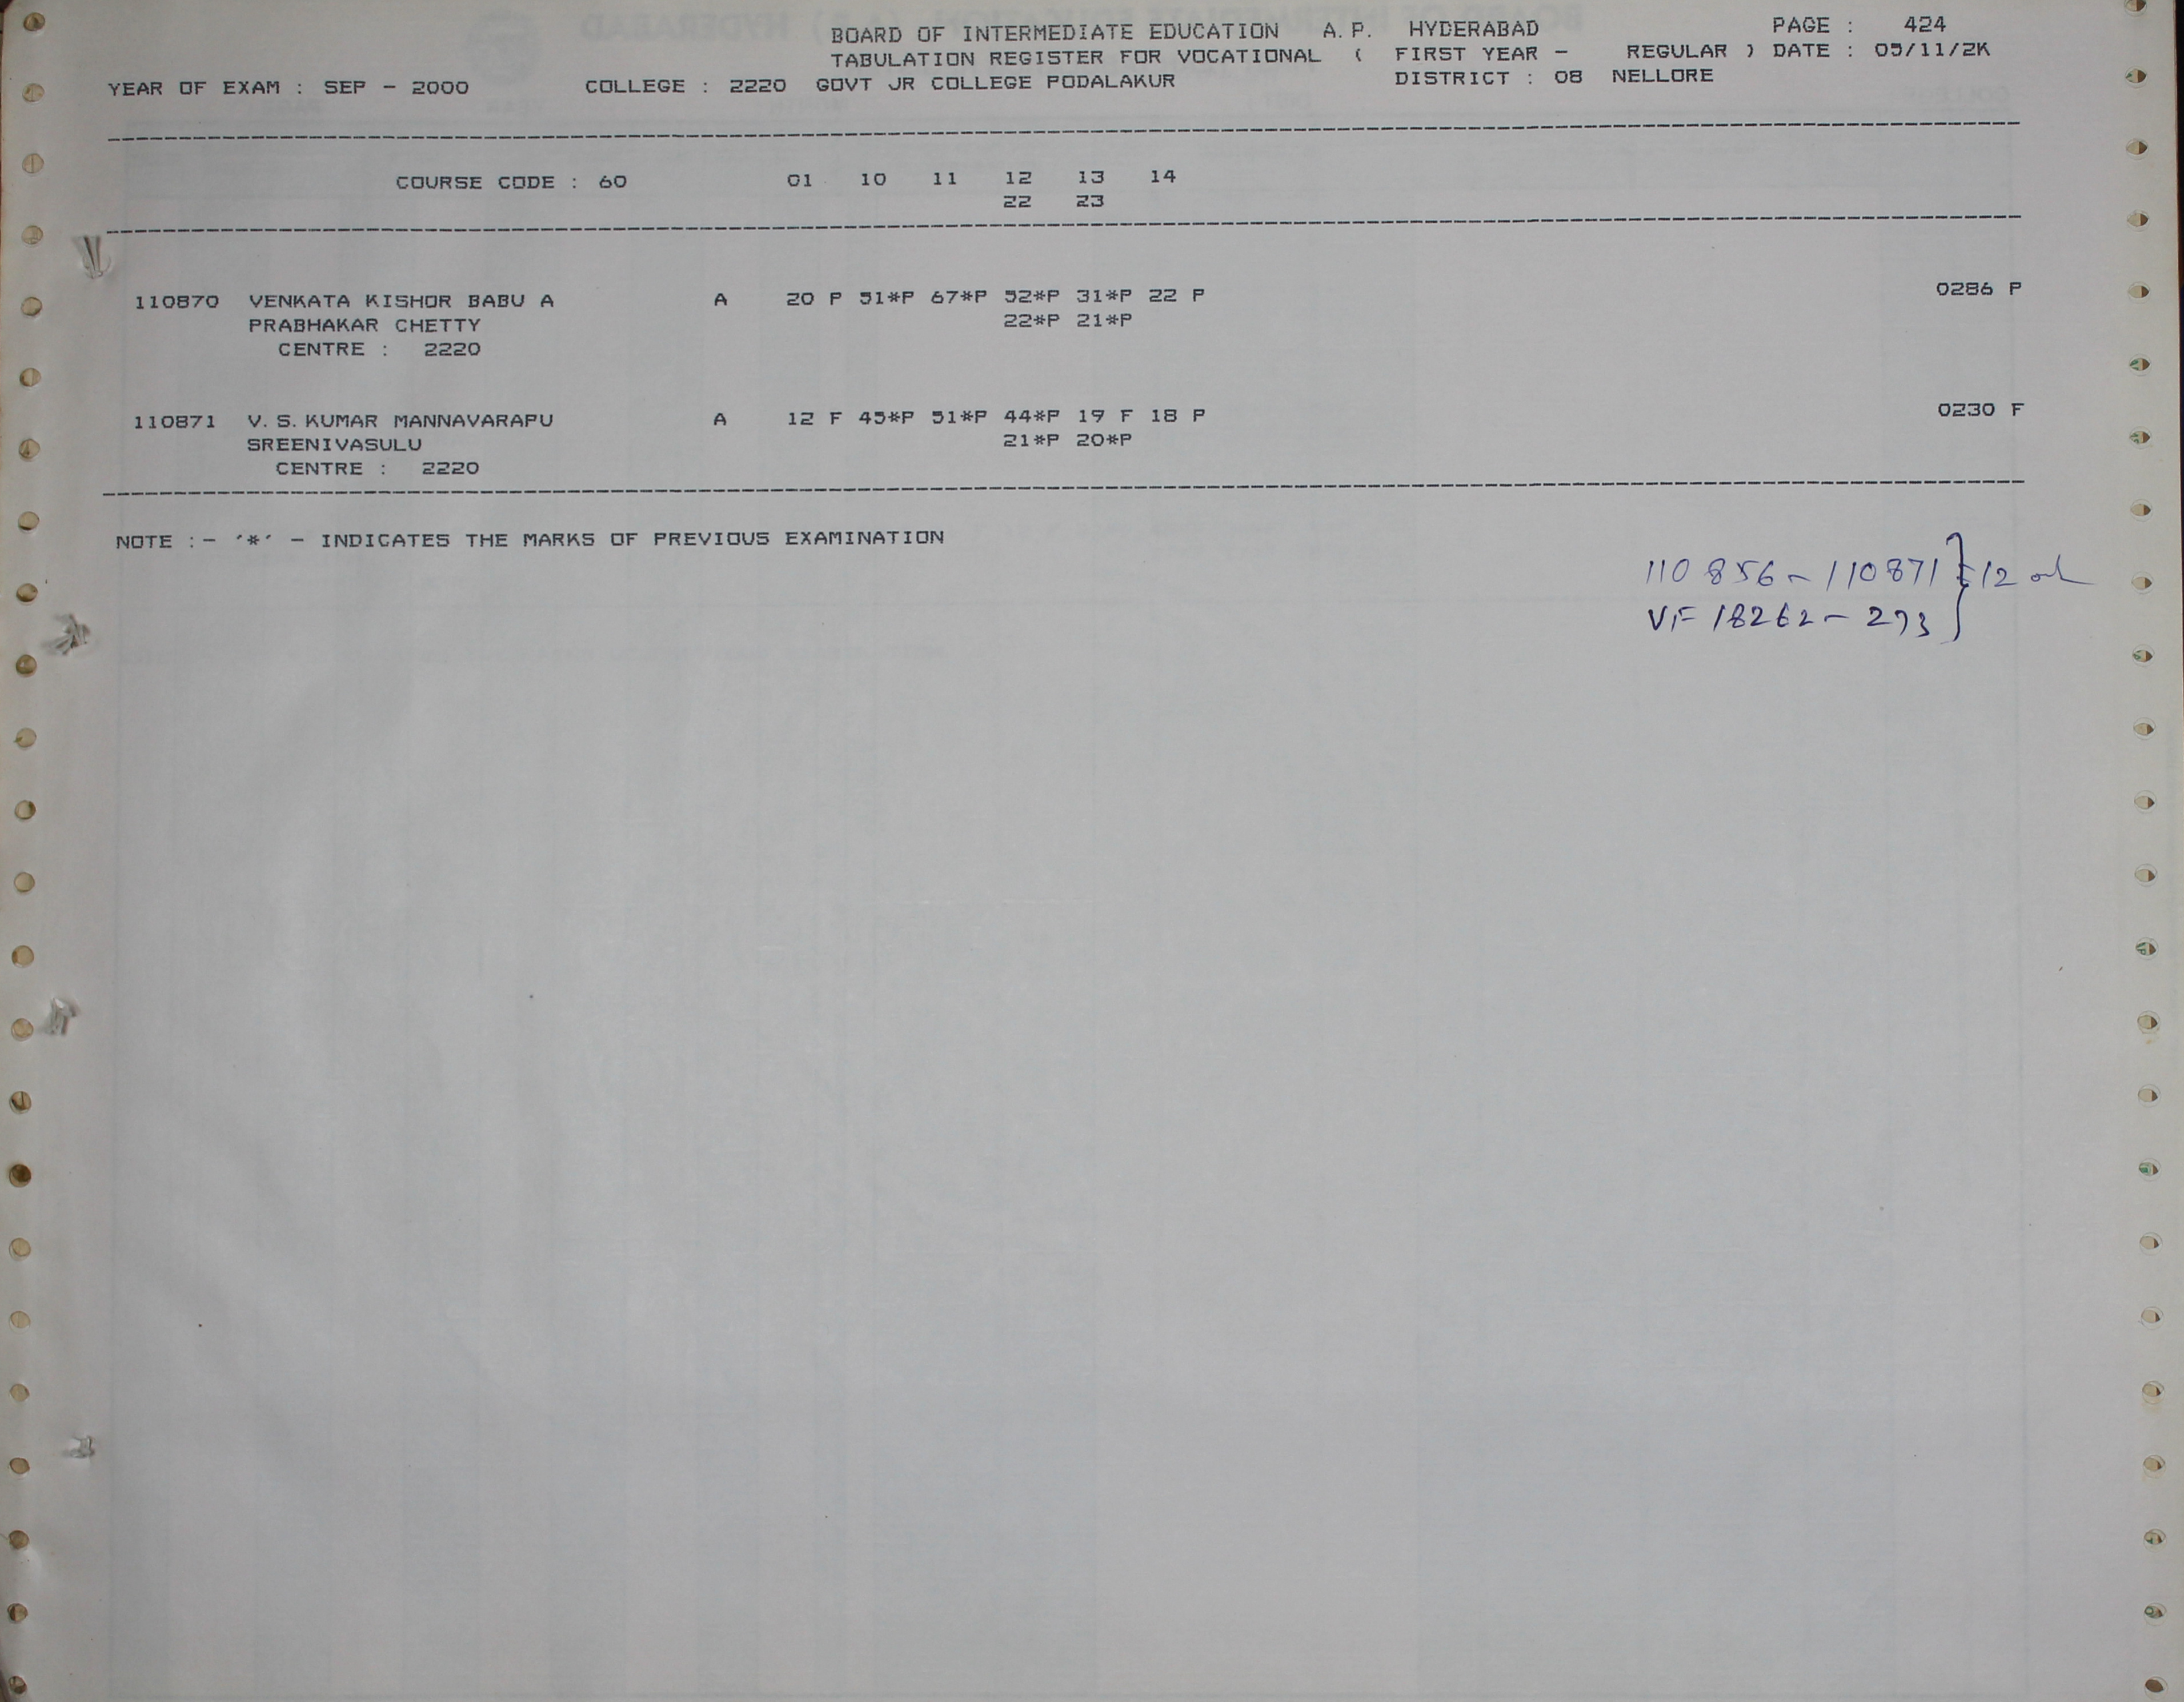 BOARD OF INTERMEDIATE EDUCATION A.P. HYDERABAD PAGE : 424
TABULATION REGISTER FOR VOCATIONAL ( FIRST YEAR - REGULAR ) DATE : 05/11/2K
YEAR OF EXAM : SEP - 2000 COLLEGE : 2220 GOVT JR COLLEGE PODALAKUR DISTRICT : 08 NELLORE
COURSE CODE : 60 01 10 11 12 13 14
22 23
110870 VENKATA KISHOR BABU A A 20 P 51*P 67*P 52*P 31*P 22 P 0286 P
PRABHAKAR CHETTY 22*P 21*P
CENTRE : 2220
110871 V.S.KUMAR MANNAVARAPU A 12 F 45*P 51*P 44*P 19 F 18 P 0230 F
SREENIVASULU 21*P 20*P
CENTRE : 2220
NOTE :- '*' - INDICATES THE MARKS OF PREVIOUS EXAMINATION
110856-110871 } 12
VF 18262-273